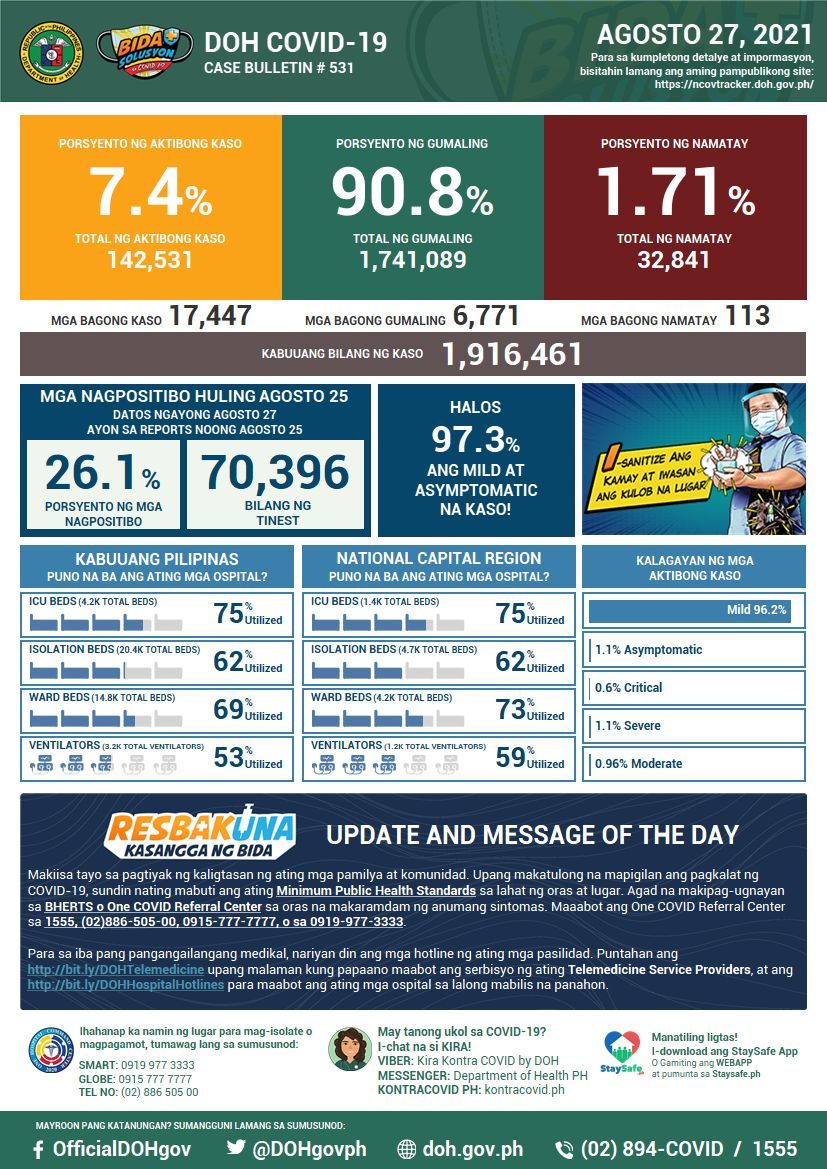 REPUBLIC OF THE PHILIPPINES
DEPARTMENT OF HEALTH
BIDA
SOLUSYON
DOH COVID-19
CASE BULLETIN # 531
AGOSTO 27, 2021
Para sa kumpletong detalye at impormasyon,
bisitahin lamang ang aming pampublikong site:
https://ncovtracker.doh.gov.ph/
PORSYENTO NG AKTIBONG KASO
7.4%
TOTAL NG AKTIBONG KASO
142,531
PORSYENTO NG GUMALING
90.8%
TOTAL NG GUMALING
1,741,089
PORSYENTO NG NAMATAY
1.71%
TOTAL NG NAMATAY
32,841
MGA BAGONG KASO 17,447
MGA BAGONG GUMALING 6,771
MGA BAGONG NAMATAY 113
KABUUANG BILANG NG KASO 1,916,461
MGA NAGPOSITIBO HULING AGOSTO 25
DATOS NGAYONG AGOSTO 27
AYON SA REPORTS NOONG AGOSTO 25
26.1%
PORSYENTO NG MGA
NAGPOSITIBO
70,396
BILANG NG
TINEST
HALOS
97.3%
ANG MILD AT
ASYMPTOMATIC
NA KASO!
I-SANITIZE ANG
KAMAY AT IWASAN
ANG KULOB NA LUGAR!
KABUUANG PILIPINAS
PUNO NA BA ANG ATING MGA OSPITAL?
ICU BEDS (4.2K TOTAL BEDS)
75% Utilized
ISOLATION BEDS (20.4K TOTAL BEDS)
62% Utilized
WARD BEDS (14.8K TOTAL BEDS)
69% Utilized
VENTILATORS (3.2K TOTAL VENTILATORS)
53% Utilized
NATIONAL CAPITAL REGION
PUNO NA BA ANG ATING MGA OSPITAL?
ICU BEDS (1.4K TOTAL BEDS)
75% Utilized
ISOLATION BEDS (4.7K TOTAL BEDS)
62% Utilized
WARD BEDS (4.2K TOTAL BEDS)
73% Utilized
VENTILATORS (1.2K TOTAL VENTILATORS)
59% Utilized
KALAGAYAN NG MGA
AKTIBONG KASO
Mild 96.2%
1.1% Asymptomatic
0.6% Critical
1.1% Severe
0.96% Moderate
RESBAKUNA
KASANGGA NG BIDA
UPDATE AND MESSAGE OF THE DAY
Makiisa tayo sa pagtiyak ng kaligtasan ng ating mga pamilya at komunidad. Upang makatulong na mapigilan ang pagkalat ng
COVID-19, sundin nating mabuti ang ating Minimum Public Health Standards sa lahat ng oras at lugar. Agad na makipag-ugnayan
sa BHERTS o One COVID Referral Center sa oras na makaramdam ng anumang sintomas. Maaabot ang One COVID Referral Center
sa 1555, (02)886-505-00, 0915-777-7777, o sa 0919-977-3333.
Para sa iba pang pangangailangang medikal, nariyan din ang mga hotline ng ating mga pasilidad. Puntahan ang
http://bit.ly/DOHTelemedicine upang malaman kung papaano maabot ang serbisyo ng ating Telemedicine Service Providers, at ang
http://bit.ly/DOHHospitalHotlines para maabot ang ating mga ospital sa lalong mabilis na panahon.
Ihahanap ka namin ng lugar para mag-isolate o
magpagamot, tumawag lang sa sumusunod:
SMART: 0919 977 3333
GLOBE: 0915 777 7777
TEL NO: (02) 886 505 00
May tanong ukol sa COVID-19?
I-chat na si KIRA!
VIBER: Kira Kontra COVID by DOH
MESSENGER: Department of Health PH
KONTRACOVID PH: kontracovid.ph
StaySafe
Manatiling ligtas!
I-download ang StaySafe App
O Gamiting ang WEBAPP
at pumunta sa Staysafe.ph
MAYROON PANG KATANUNGAN? SUMANGGUNI LAMANG SA SUMUSUNOD:
OfficialDOHgov
@DOHgovph
doh.gov.ph
(02) 894-COVID / 1555